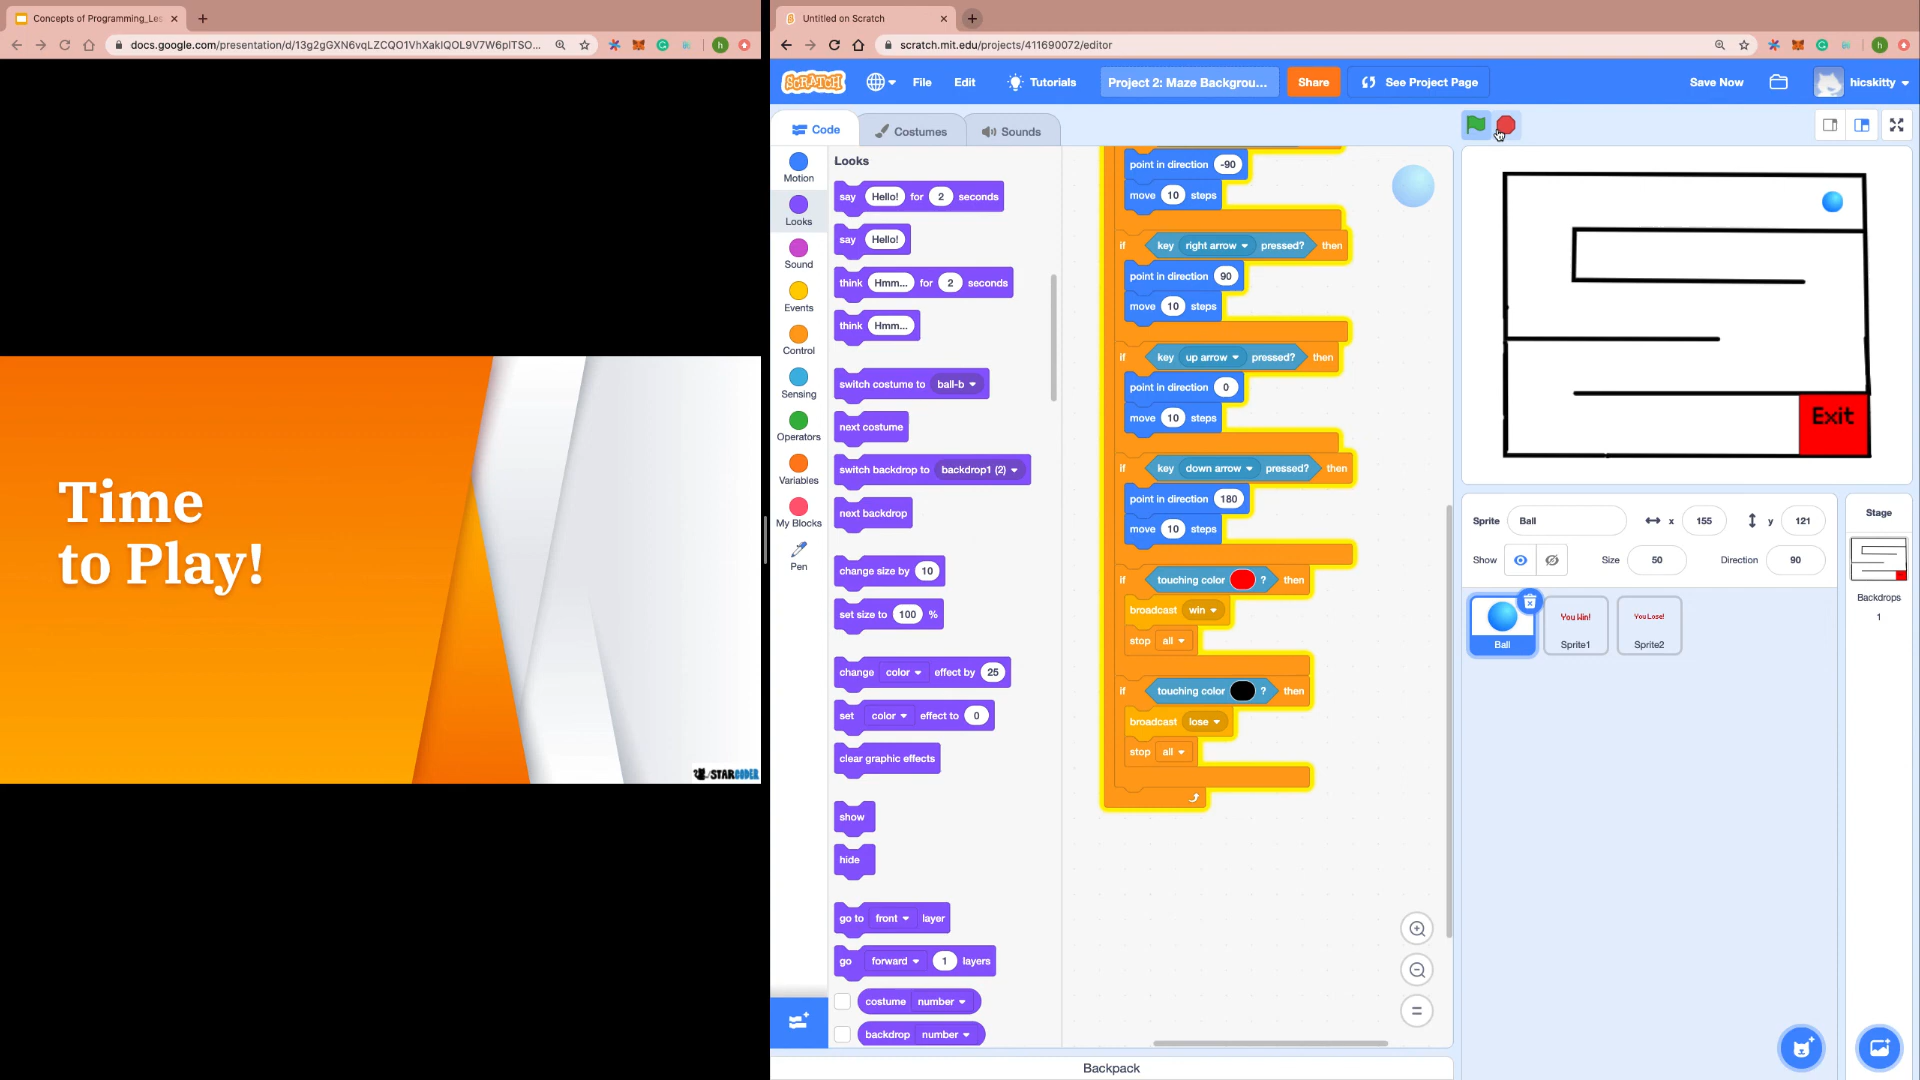 Concepts of Programming_Les
docs.google.com/presentation/d/13g2gGXN6vqLZCQO1VhXaklQOL9V7W6plTSO...
h
Time
to Play!
STARCODER
Untitled on Scratch
scratch.mit.edu/projects/411690072/editor
h
SCRATCH
File
Edit
Tutorials
Project 2: Maze Backgrou...
Share
See Project Page
Save Now
hicskitty
Code
Costumes
Sounds
Motion
Looks
Sound
Events
Control
Sensing
Operators
Variables
My Blocks
Pen
Looks
say Hello! for 2 seconds
say Hello!
think Hmm... for 2 seconds
think Hmm...
switch costume to ball-b
next costume
switch backdrop to backdrop1 (2)
next backdrop
change size by 10
set size to 100 %
change color effect by 25
set color effect to 0
clear graphic effects
show
hide
go to front layer
go forward 1 layers
costume number
backdrop number
point in direction -90
move 10 steps
if key right arrow pressed? then
point in direction 90
move 10 steps
if key up arrow pressed? then
point in direction 0
move 10 steps
if key down arrow pressed? then
point in direction 180
move 10 steps
if touching color ? then
broadcast win
stop all
if touching color ? then
broadcast lose
stop all
Backpack
Exit
Sprite Ball x 155 y 121
Show Size 50 Direction 90
Ball
You Win!
Sprite1
You Lose!
Sprite2
Stage
Backdrops
1